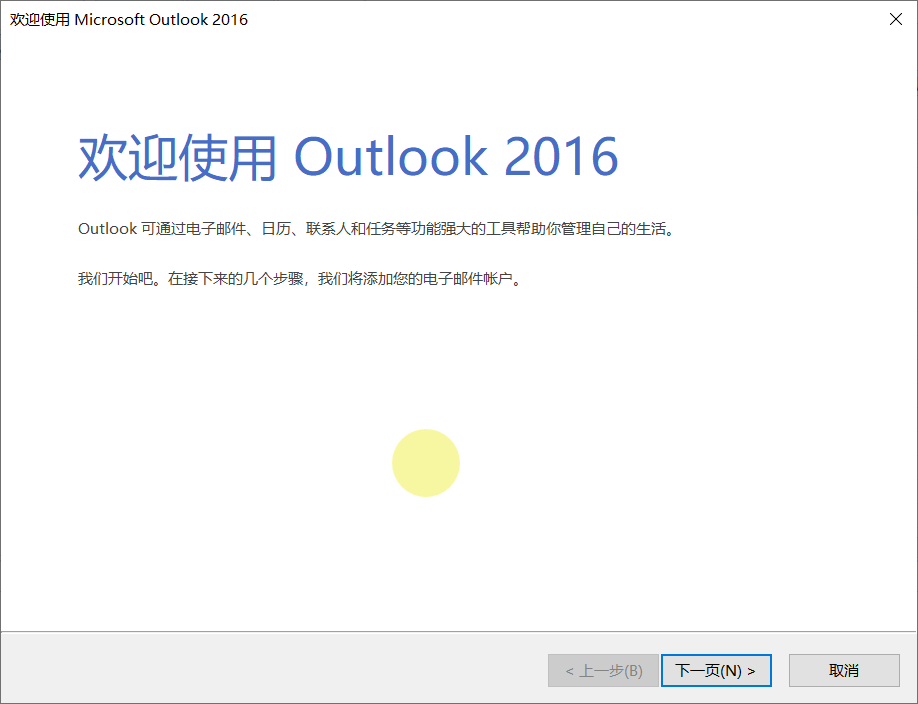 欢迎使用 Microsoft Outlook 2016
欢迎使用 Outlook 2016
Outlook 可通过电子邮件、日历、联系人和任务等功能强大的工具帮助你管理自己的生活。
我们开始吧。在接下来的几个步骤，我们将添加您的电子邮件帐户。
< 上一步(B)
下一页(N) >
取消